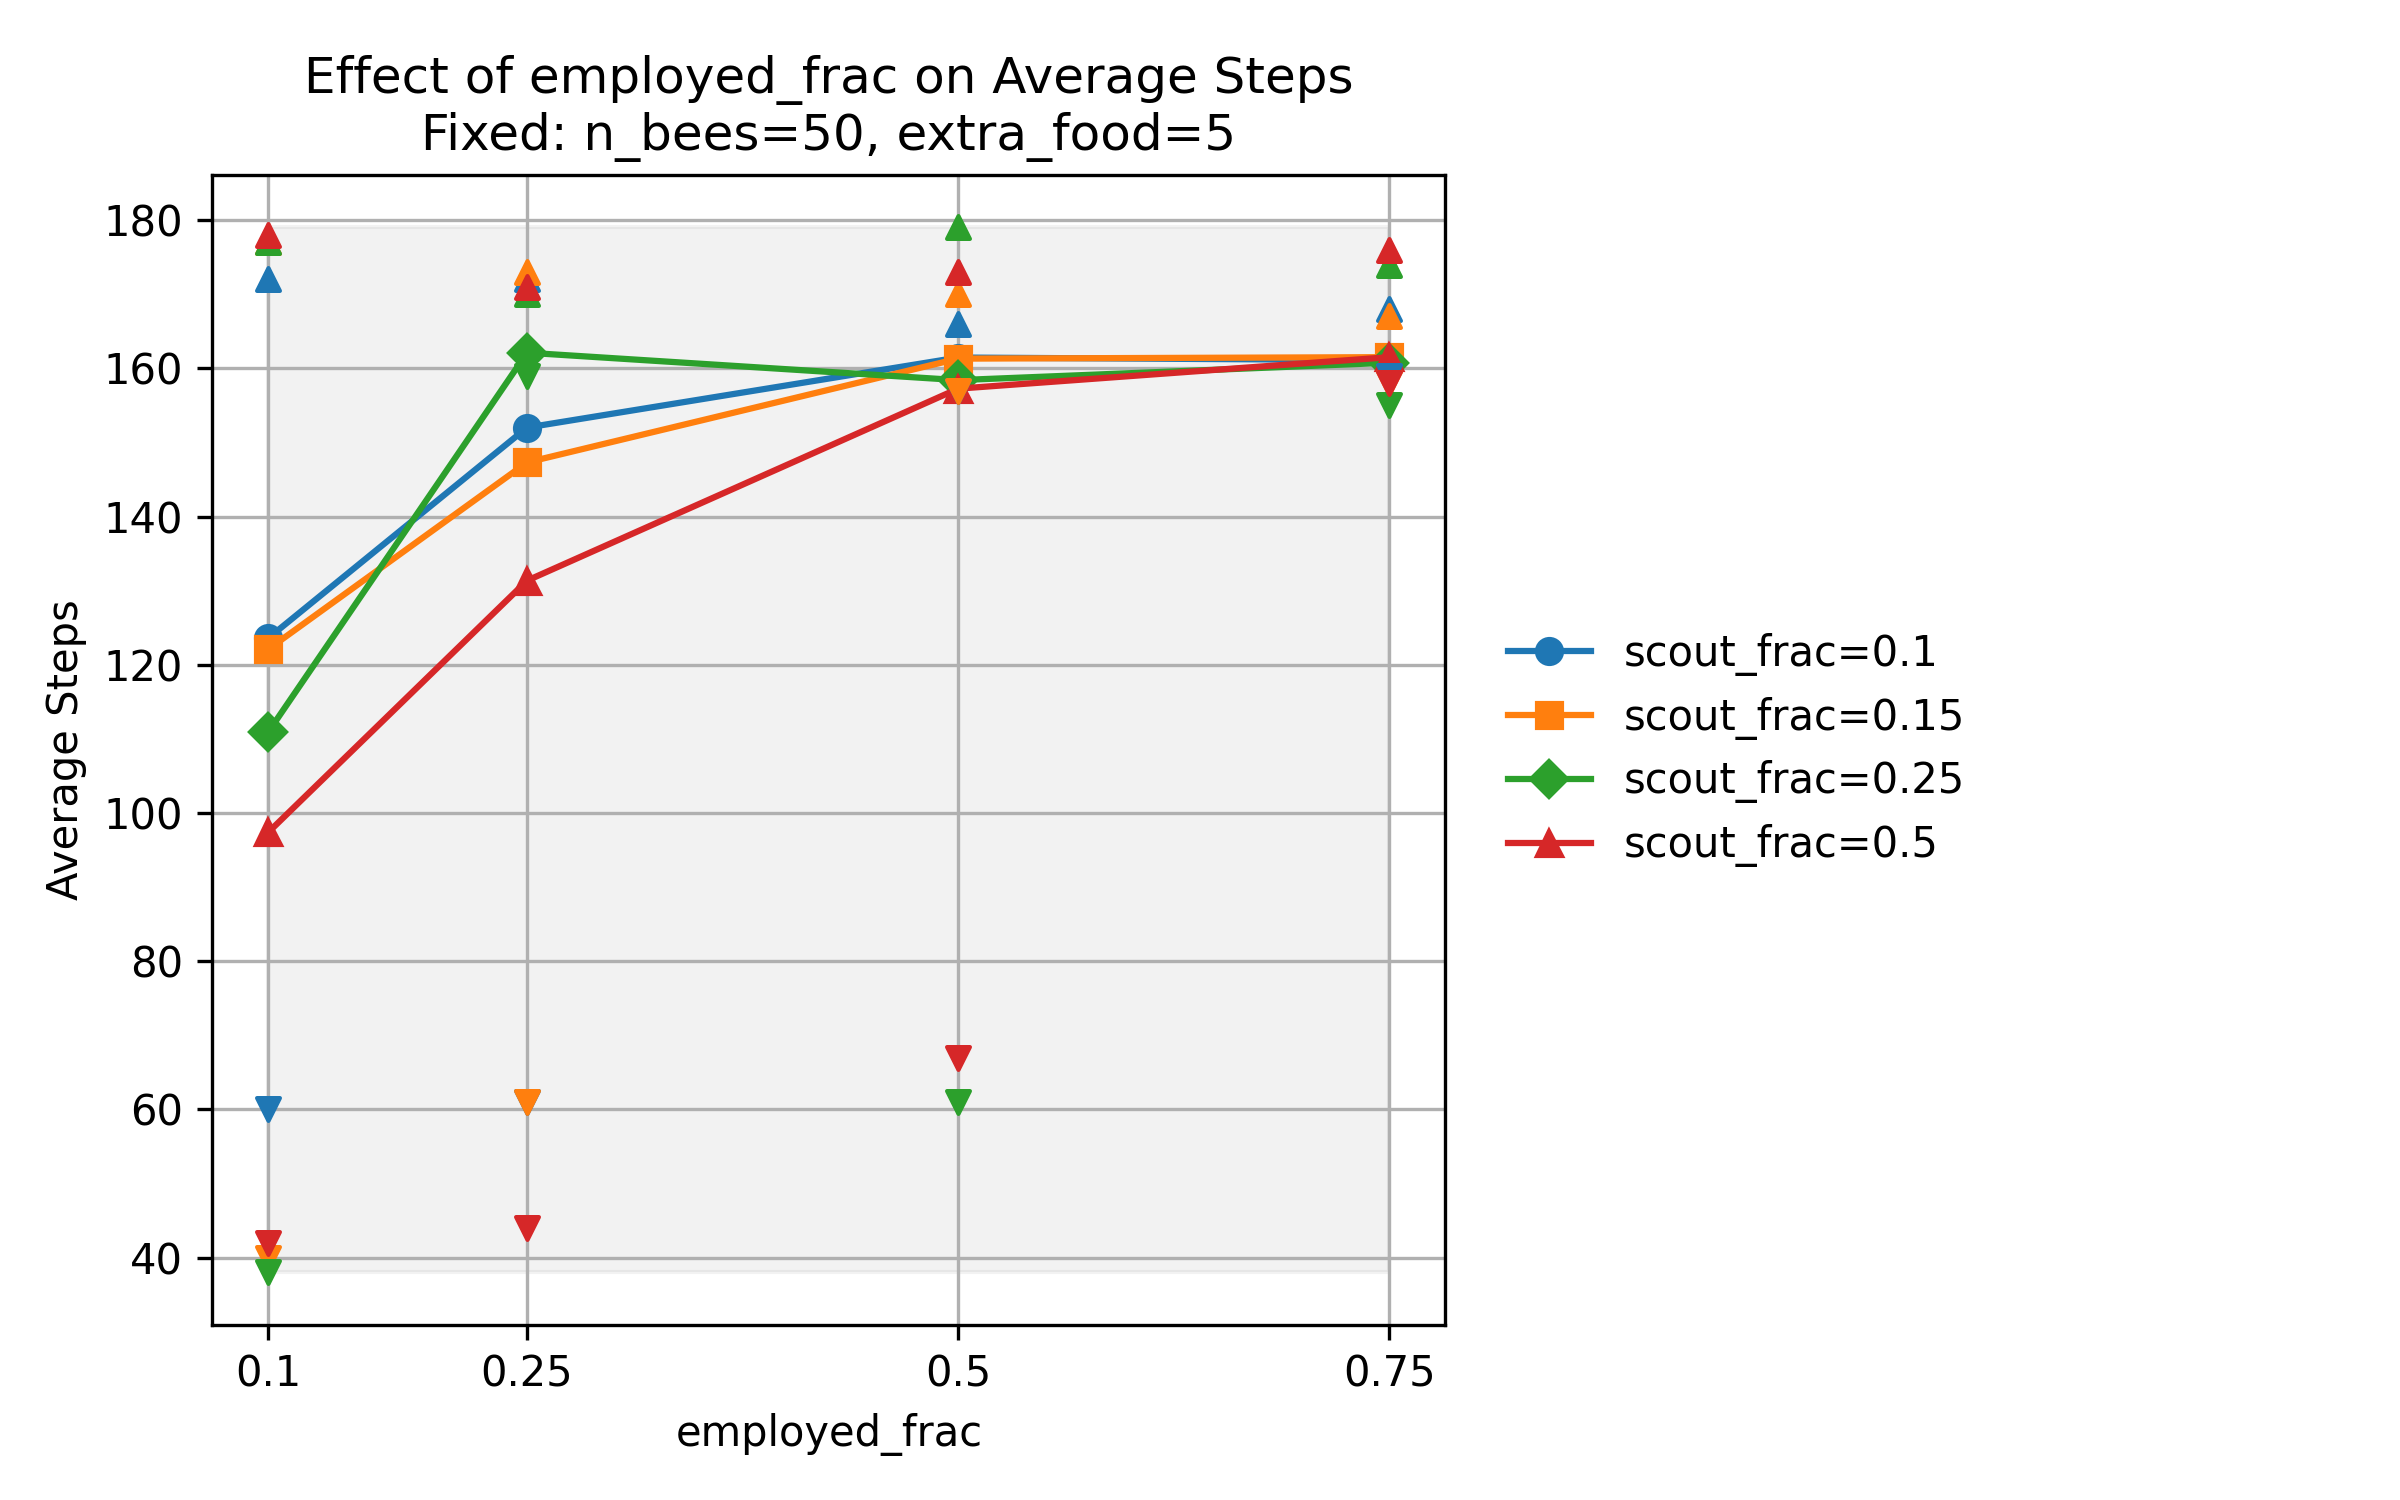 Effect of employed_frac on Average Steps
Fixed: n_bees=50, extra_food=5
Average Steps
180
160
140
120
100
80
60
40
0.1
0.25
0.5
0.75
employed_frac
scout_frac=0.1
scout_frac=0.15
scout_frac=0.25
scout_frac=0.5